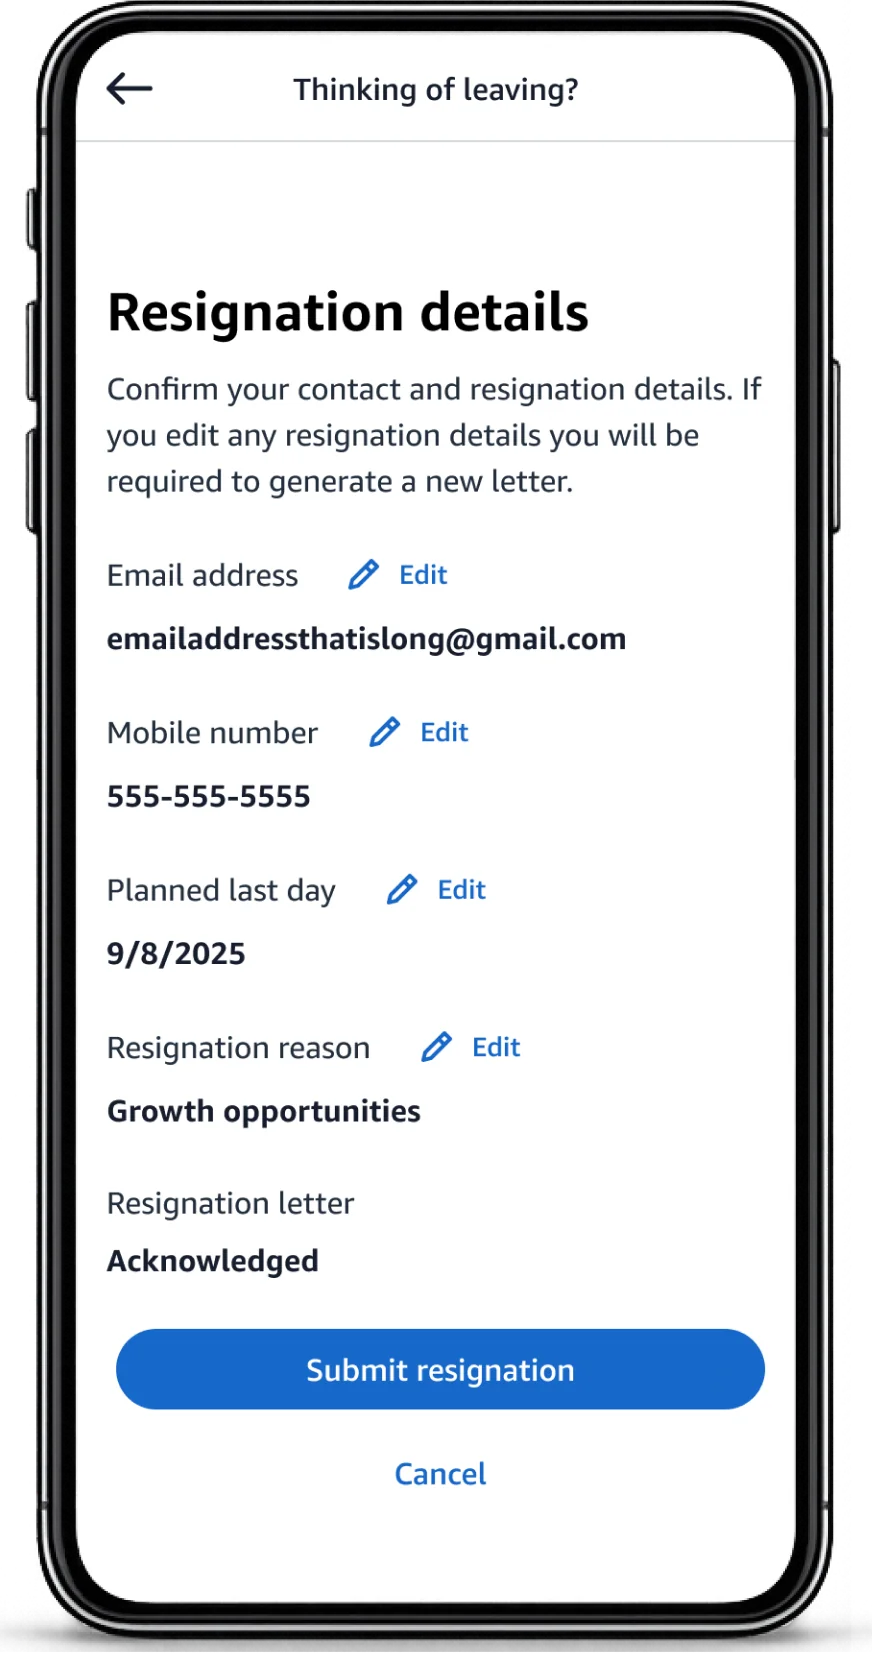 Thinking of leaving?
Resignation details
Confirm your contact and resignation details. If
you edit any resignation details you will be
required to generate a new letter.
Email address Edit
emailaddressthatislong@gmail.com
Mobile number Edit
555-555-5555
Planned last day Edit
9/8/2025
Resignation reason Edit
Growth opportunities
Resignation letter
Acknowledged
Submit resignation
Cancel